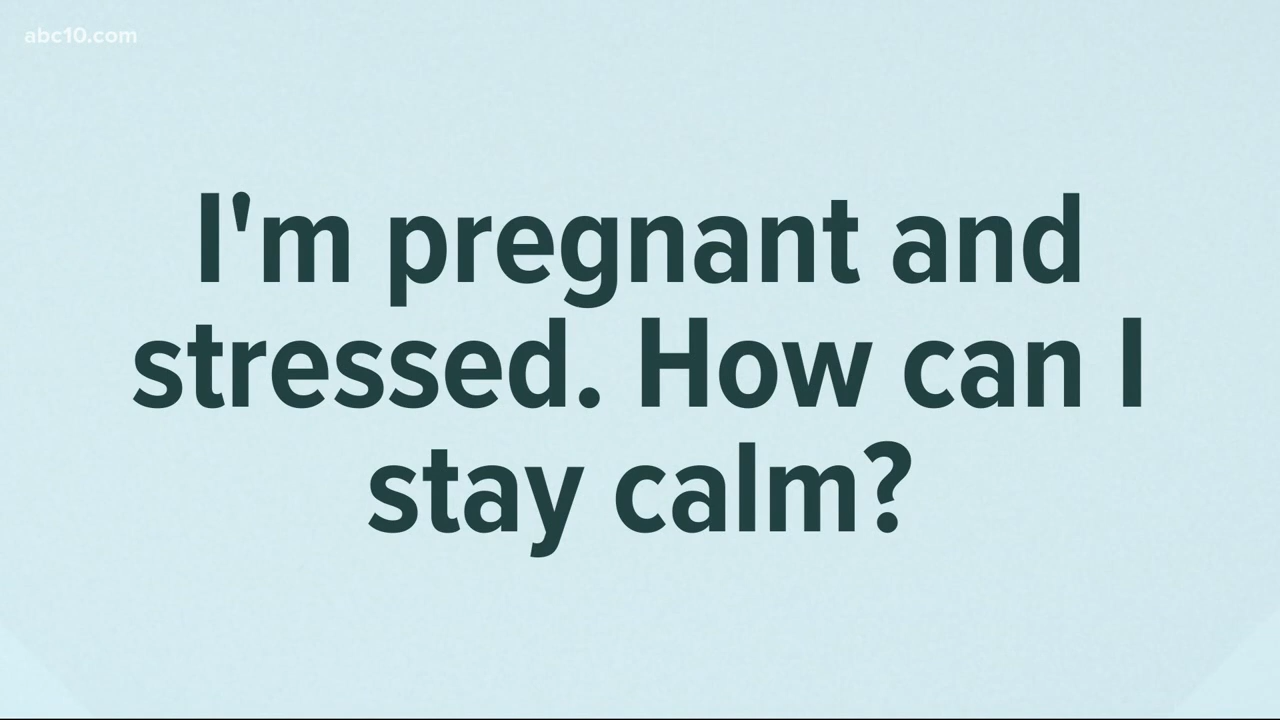 abc10.com
I'm pregnant and
stressed. How can I
stay calm?